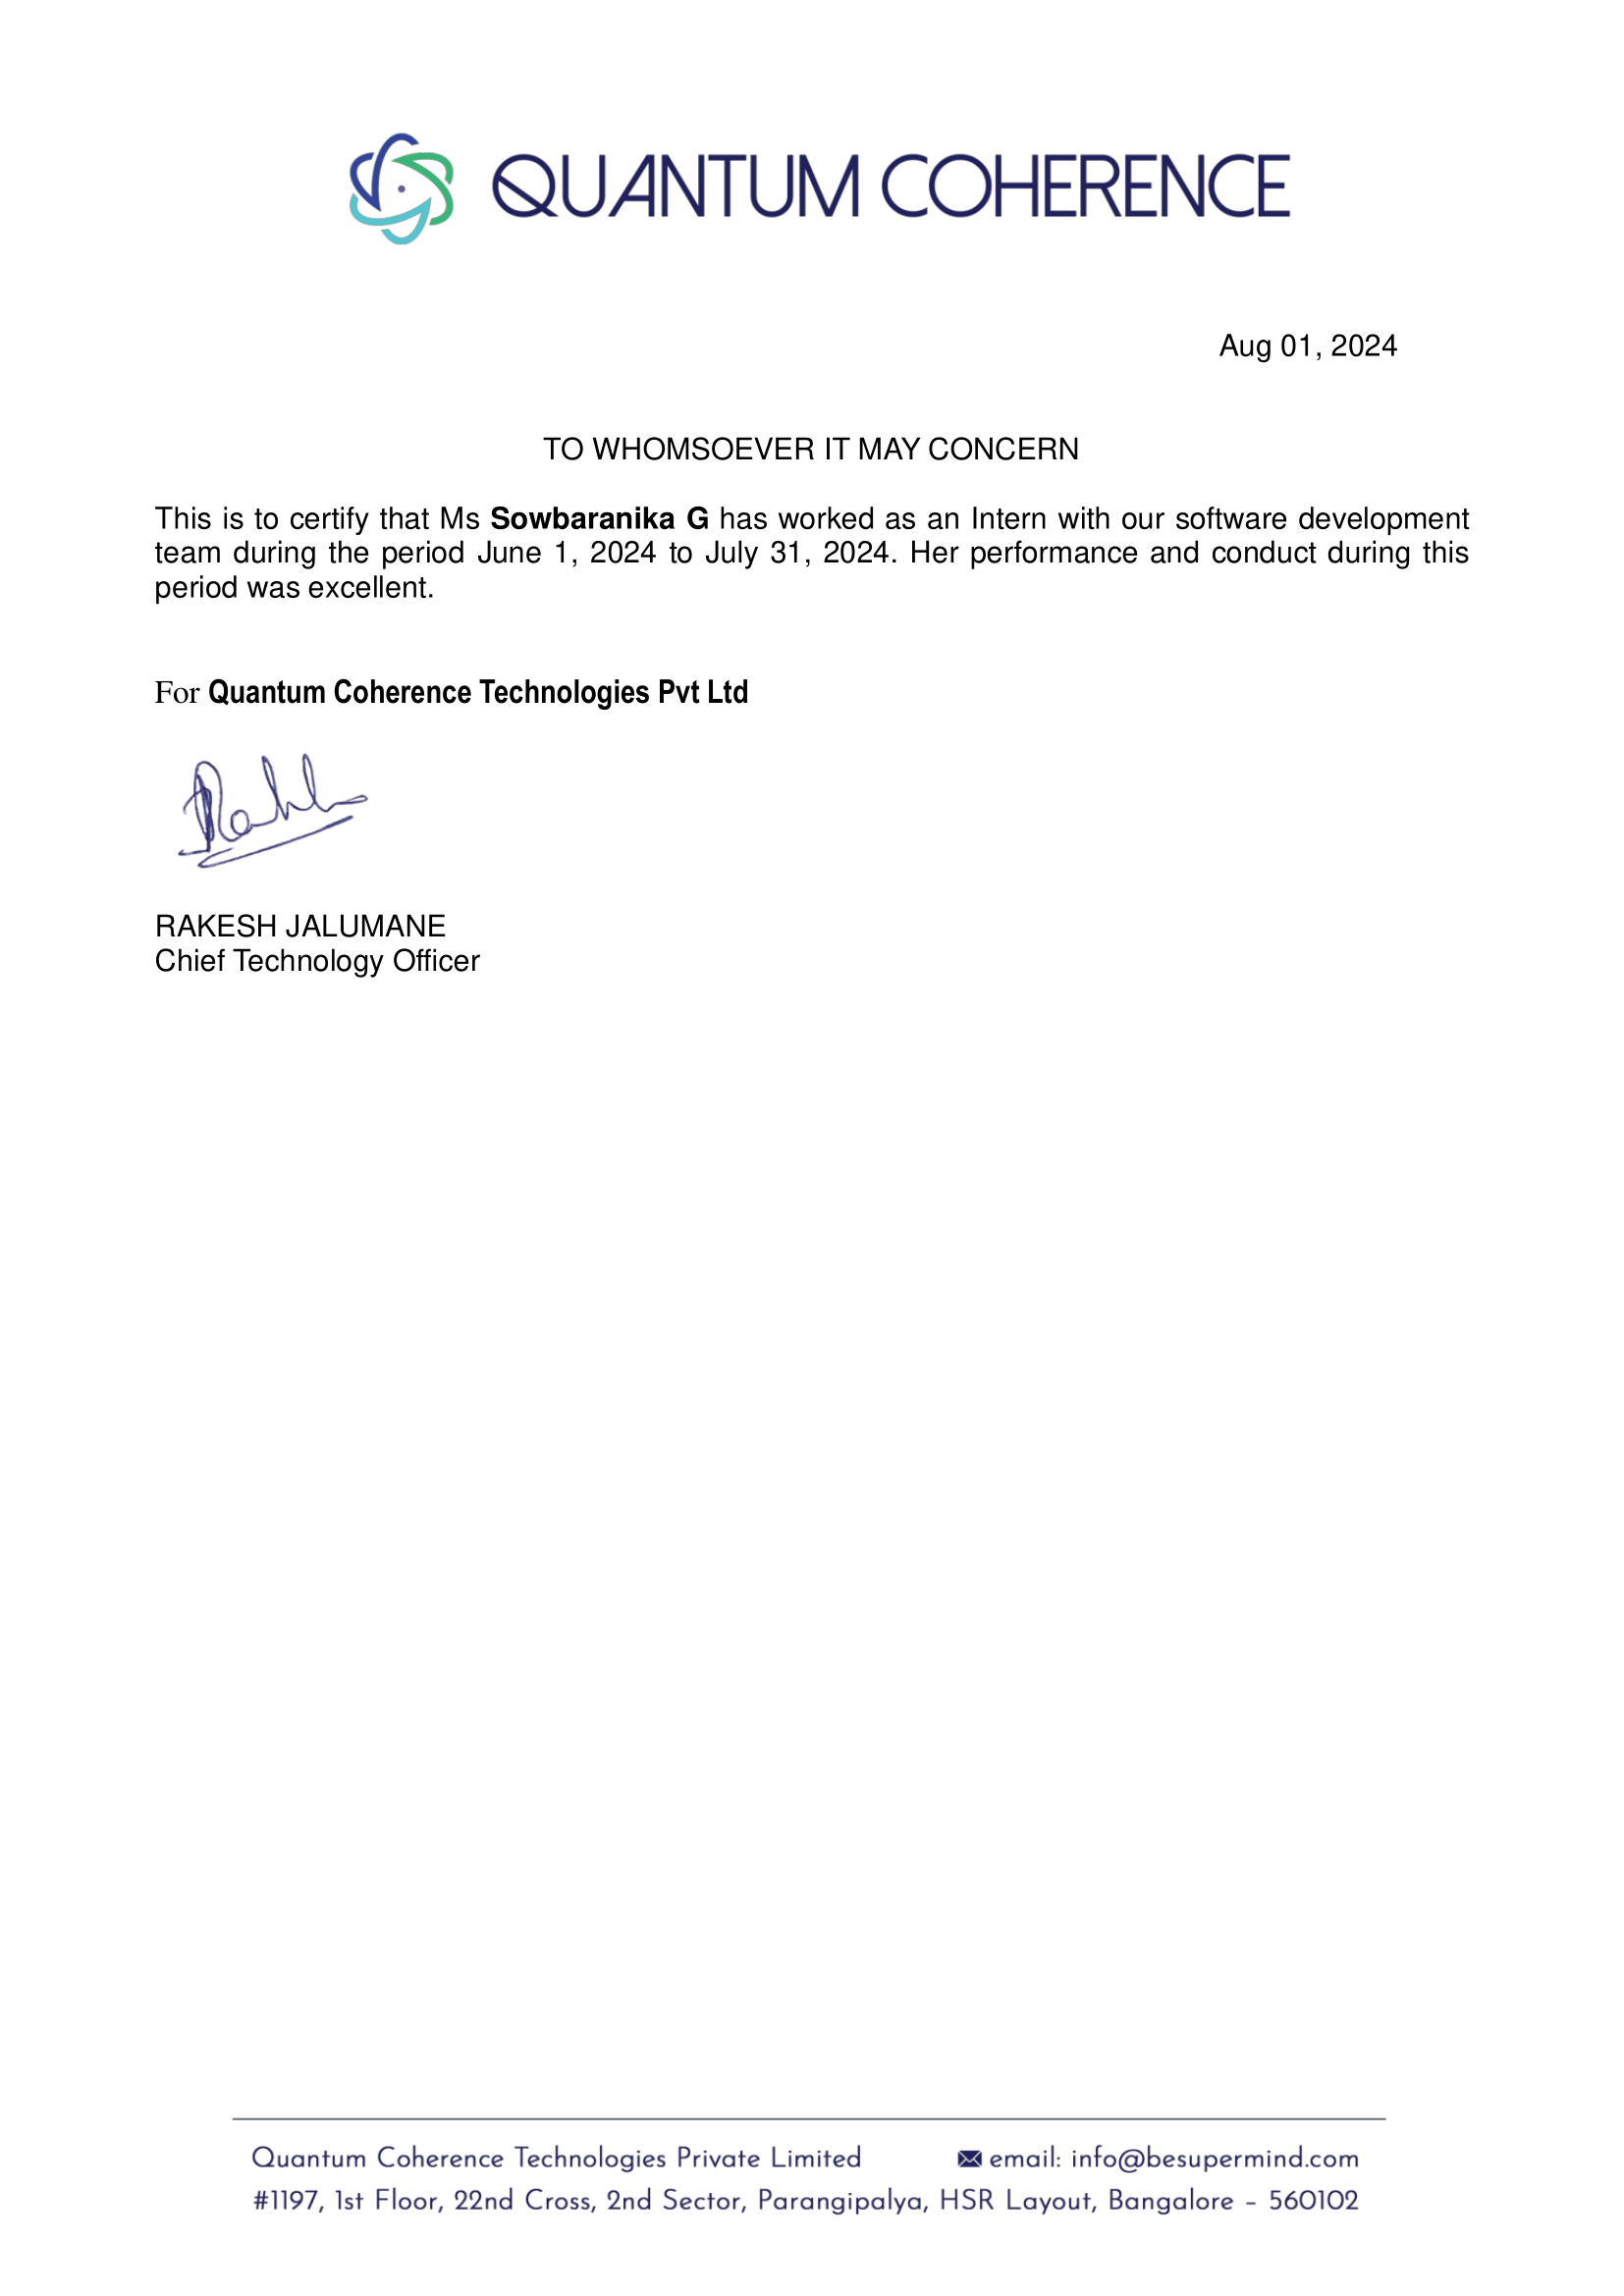 QUANTUM COHERENCE
Aug 01, 2024
TO WHOMSOEVER IT MAY CONCERN
This is to certify that Ms Sowbaranika G has worked as an Intern with our software development
team during the period June 1, 2024 to July 31, 2024. Her performance and conduct during this
period was excellent.
For Quantum Coherence Technologies Pvt Ltd
RAKESH JALUMANE
Chief Technology Officer
Quantum Coherence Technologies Private Limited email: info@besupermind.com
#1197, 1st Floor, 22nd Cross, 2nd Sector, Parangipalya, HSR Layout, Bangalore – 560102